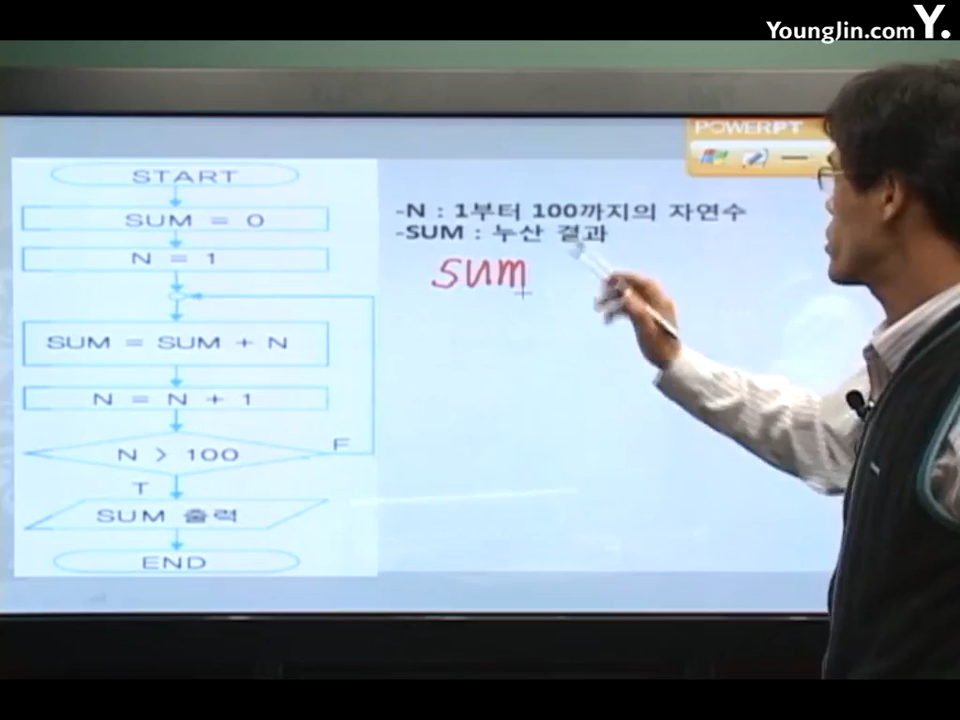 YoungJin.com Y.
POWERPT
START
SUM = 0
N = 1
SUM = SUM + N
N = N + 1
N > 100
F
T
SUM 출력
END
-N : 1부터 100까지의 자연수
-SUM : 누산 결과
SUM